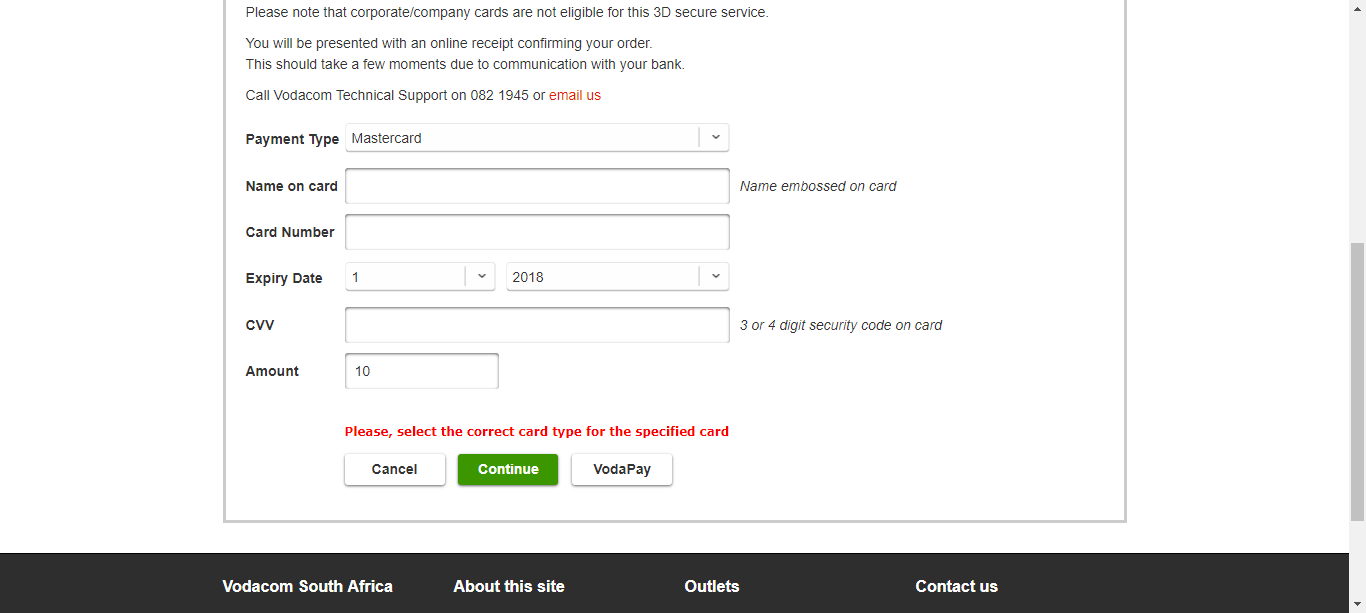 Please note that corporate/company cards are not eligible for this 3D secure service.
You will be presented with an online receipt confirming your order.
This should take a few moments due to communication with your bank.
Call Vodacom Technical Support on 082 1945 or email us
Payment Type Mastercard
Name on card Name embossed on card
Card Number
Expiry Date 1 2018
CVV 3 or 4 digit security code on card
Amount 10
Please, select the correct card type for the specified card
Cancel Continue VodaPay
Vodacom South Africa About this site Outlets Contact us